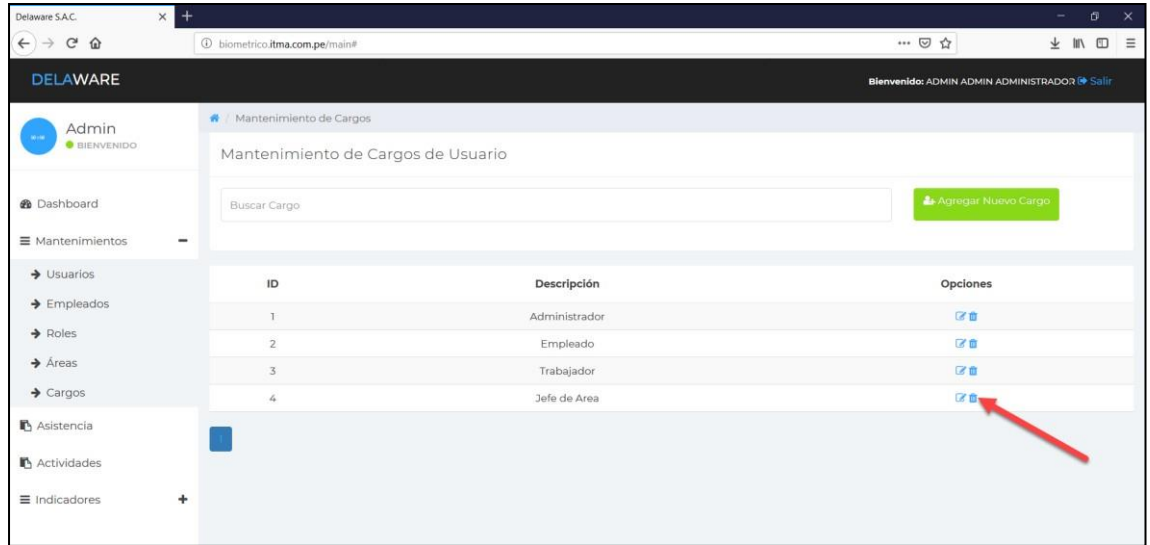 Delaware S.A.C.
biometrico.itma.com.pe/main#
DELAWARE
Bienvenido: ADMIN ADMIN ADMINISTRADOR Salir
Admin
BIENVENIDO
/ Mantenimiento de Cargos
Mantenimiento de Cargos de Usuario
Buscar Cargo
Agregar Nuevo Cargo
Dashboard
Mantenimientos
Usuarios
Empleados
Roles
Áreas
Cargos
Asistencia
Actividades
Indicadores
ID Descripción Opciones
1 Administrador
2 Empleado
3 Trabajador
4 Jefe de Area
1